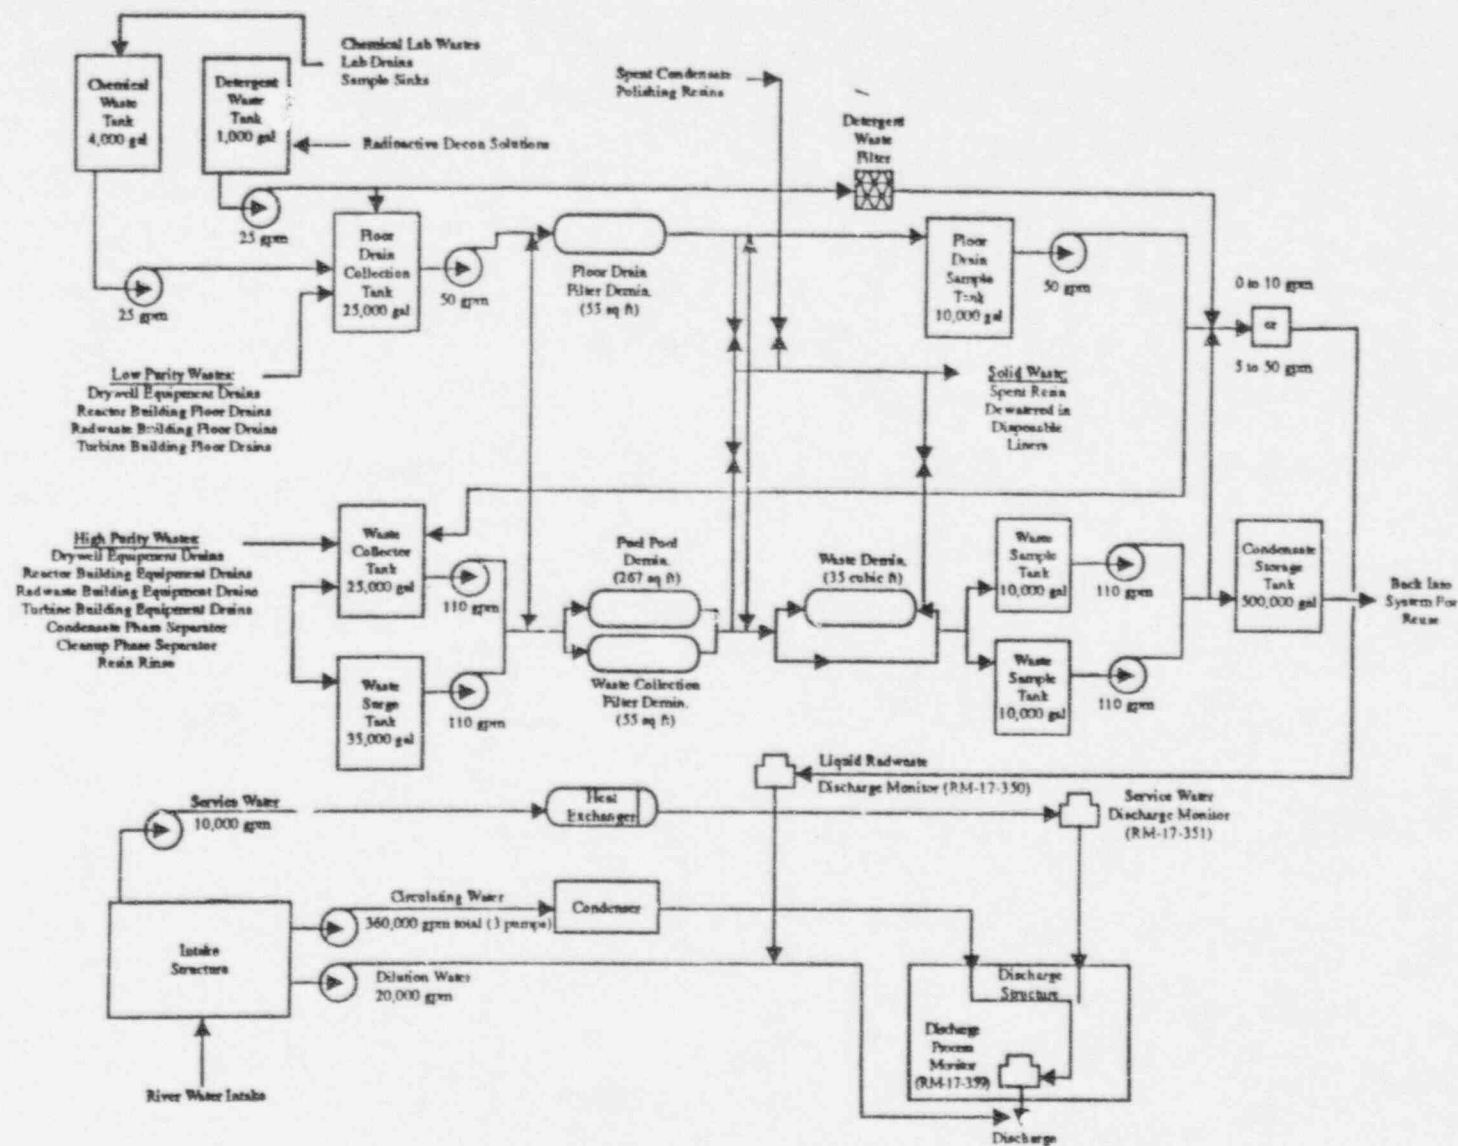 Chemical Lab Wastes
Lab Drains
Sample Sinks
Chemical
Waste
Tank
4,000 gal
Detergent
Waste
Tank
1,000 gal
Radioactive Decon Solutions
Spent Condensate
Polishing Resins
Detergent
Waste
Filter
25 gpm
25 gpm
Floor
Drain
Collection
Tank
25,000 gal
50 gpm
Floor Drain
Filter Demin.
(55 sq ft)
Floor
Drain
Sample
Tank
10,000 gal
50 gpm
0 to 10 gpm
or
5 to 50 gpm
Low Purity Wastes:
Drywell Equipment Drains
Reactor Building Floor Drains
Radwaste Building Floor Drains
Turbine Building Floor Drains
Solid Waste:
Spent Resin
Dewatered in
Disposable
Liners
High Purity Wastes:
Drywell Equipment Drains
Reactor Building Equipment Drains
Radwaste Building Equipment Drains
Turbine Building Equipment Drains
Condensate Phase Separator
Cleanup Phase Separator
Resin Rinse
Waste
Collector
Tank
25,000 gal
110 gpm
Waste
Surge
Tank
35,000 gal
110 gpm
Fuel Pool
Demin.
(267 sq ft)
Waste Collection
Filter Demin.
(55 sq ft)
Waste Demin.
(35 cubic ft)
Waste
Sample
Tank
10,000 gal
110 gpm
Waste
Sample
Tank
10,000 gal
110 gpm
Condensate
Storage
Tank
500,000 gal
Back Into
System For
Reuse
Liquid Radwaste
Discharge Monitor (RM-17-350)
Service Water
10,000 gpm
Heat
Exchanger
Service Water
Discharge Monitor
(RM-17-351)
Circulating Water
360,000 gpm total (3 pumps)
Condenser
Intake
Structure
Dilution Water
20,000 gpm
Discharge
Structure
Discharge
Process
Monitor
(RM-17-359)
River Water Intake
Discharge